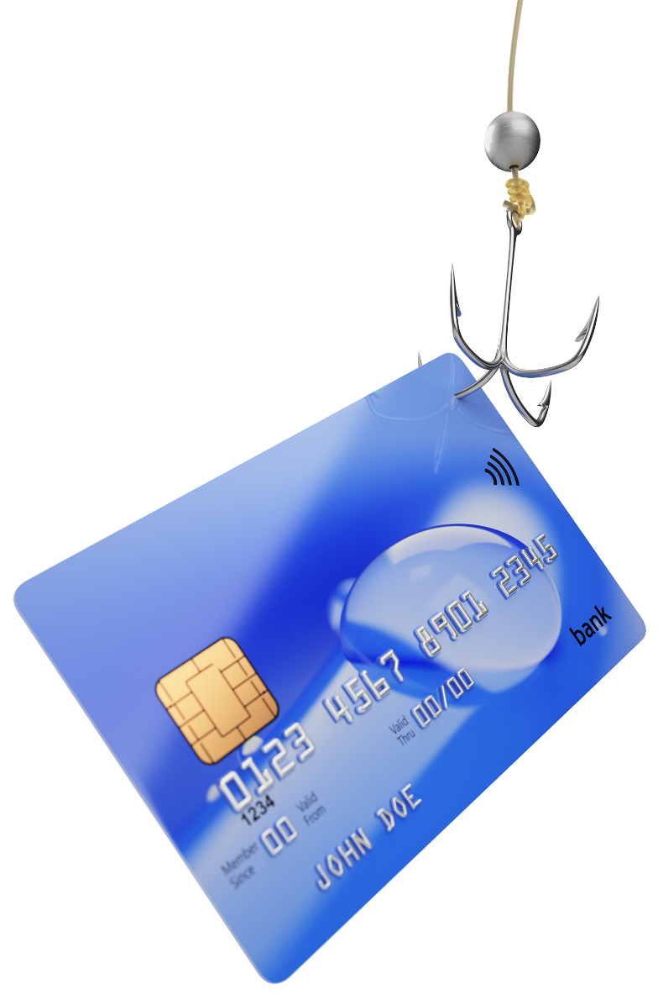 bank
0123 4567 8901 2345
1234
Valid
Thru
00/00
Member
Since
00
Valid
From
JOHN DOE